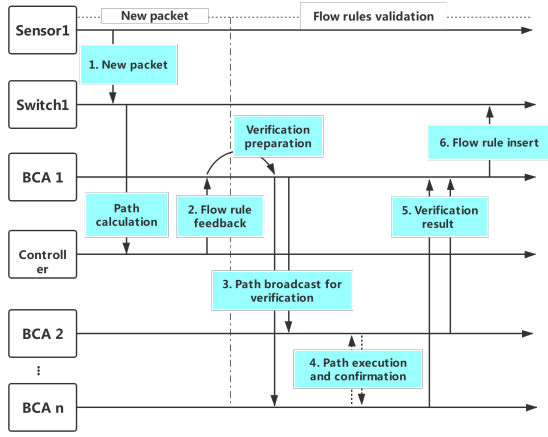 New packet
Flow rules validation
Sensor1
1. New packet
Switch1
Verification
preparation
6. Flow rule insert
BCA 1
Path
calculation
2. Flow rule
feedback
5. Verification
result
Controll
er
3. Path broadcast for
verification
BCA 2
4. Path execution
and confirmation
⋮
BCA n